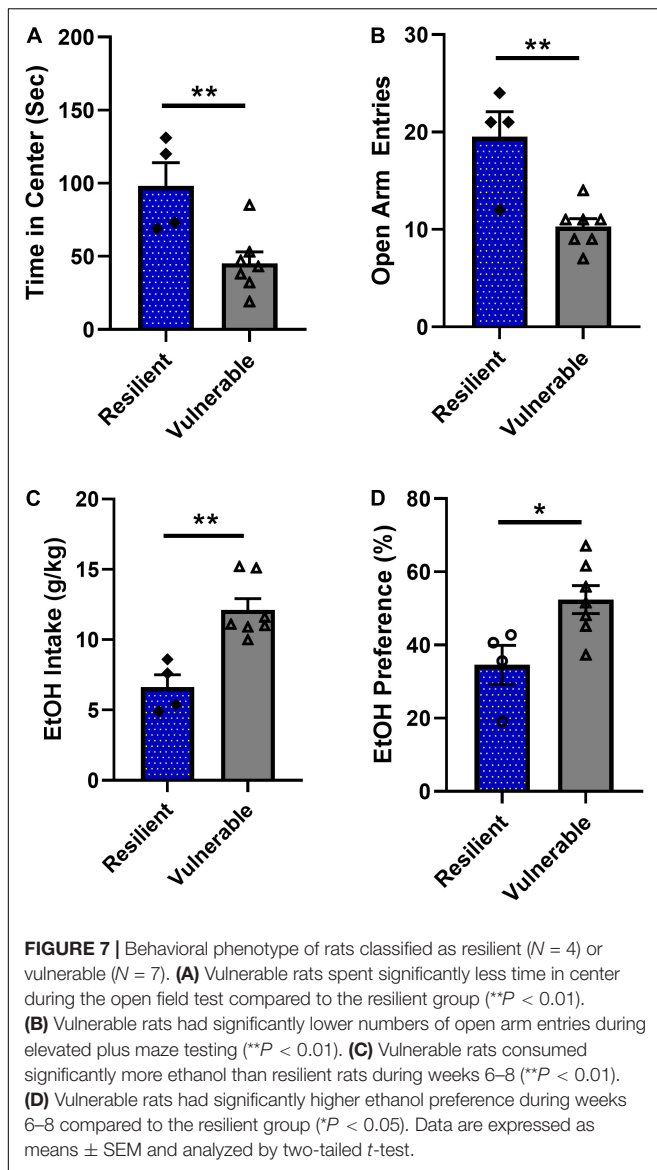 A
200
**
150
100
50
0
Time in Center (Sec)
Resilient
Vulnerable
B
30
**
20
10
0
Open Arm Entries
Resilient
Vulnerable
C
20
**
15
10
5
0
EtOH Intake (g/kg)
Resilient
Vulnerable
D
80
*
60
40
20
0
EtOH Preference (%)
Resilient
Vulnerable
FIGURE 7 | Behavioral phenotype of rats classified as resilient (N = 4) or
vulnerable (N = 7). (A) Vulnerable rats spent significantly less time in center
during the open field test compared to the resilient group (**P < 0.01).
(B) Vulnerable rats had significantly lower numbers of open arm entries during
elevated plus maze testing (**P < 0.01). (C) Vulnerable rats consumed
significantly more ethanol than resilient rats during weeks 6–8 (**P < 0.01).
(D) Vulnerable rats had significantly higher ethanol preference during weeks
6–8 compared to the resilient group (*P < 0.05). Data are expressed as
means ± SEM and analyzed by two-tailed t-test.